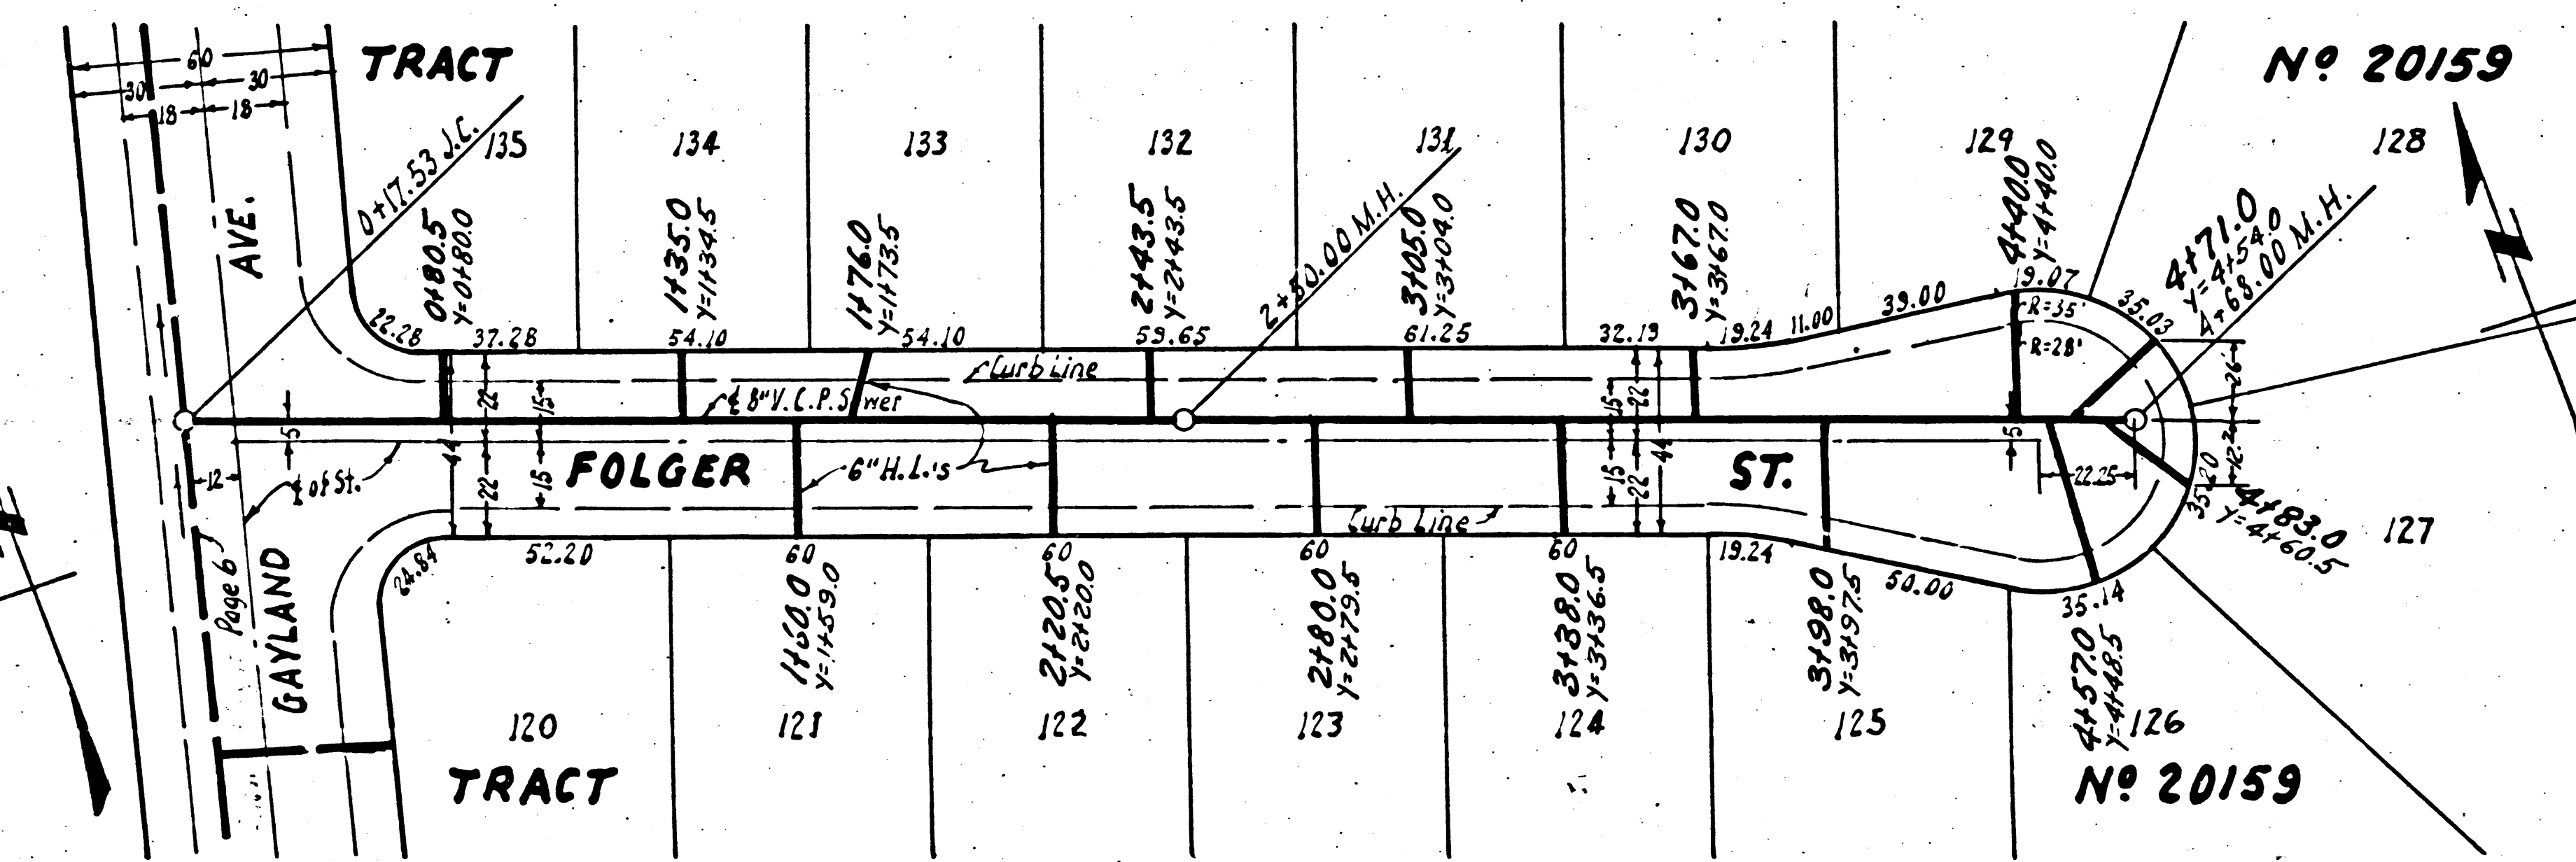 TRACT
Nº 20159
60
30
30
18
18
135
134
133
132
131
130
129
128
0+17.53 J.C.
AVE.
0+80.5
Y=0+80.0
1+35.0
Y=1+34.5
1+76.0
Y=1+73.5
2+43.5
Y=2+43.5
2+50.00 M.H.
3+05.0
Y=3+04.0
3+67.0
Y=3+67.0
4+40.0
Y=4+40.0
4+71.0
Y=4+54.0
4+68.00 M.H.
22.28
37.28
54.10
54.10
59.65
61.25
32.13
19.24
11.00
39.00
19.07
35.03
R=35'
R=28'
Curb Line
℄ 8" V.C.P. Sewer
22
15
15
22
26
5
44
5
12
℄ of St.
22
15
FOLGER
6" H.L.'s
15
22
44
ST.
22.25
12.2
35.20
4+83.0
Y=4+60.5
127
Curb Line
Page 6
GAYLAND
24.84
52.20
60
60
60
60
19.24
50.00
35.14
1+60.0
Y=1+59.0
2+20.5
Y=2+20.0
2+80.0
Y=2+79.5
3+38.0
Y=3+36.5
3+98.0
Y=3+97.5
4+57.0
Y=4+48.5
120
121
122
123
124
125
126
TRACT
Nº 20159